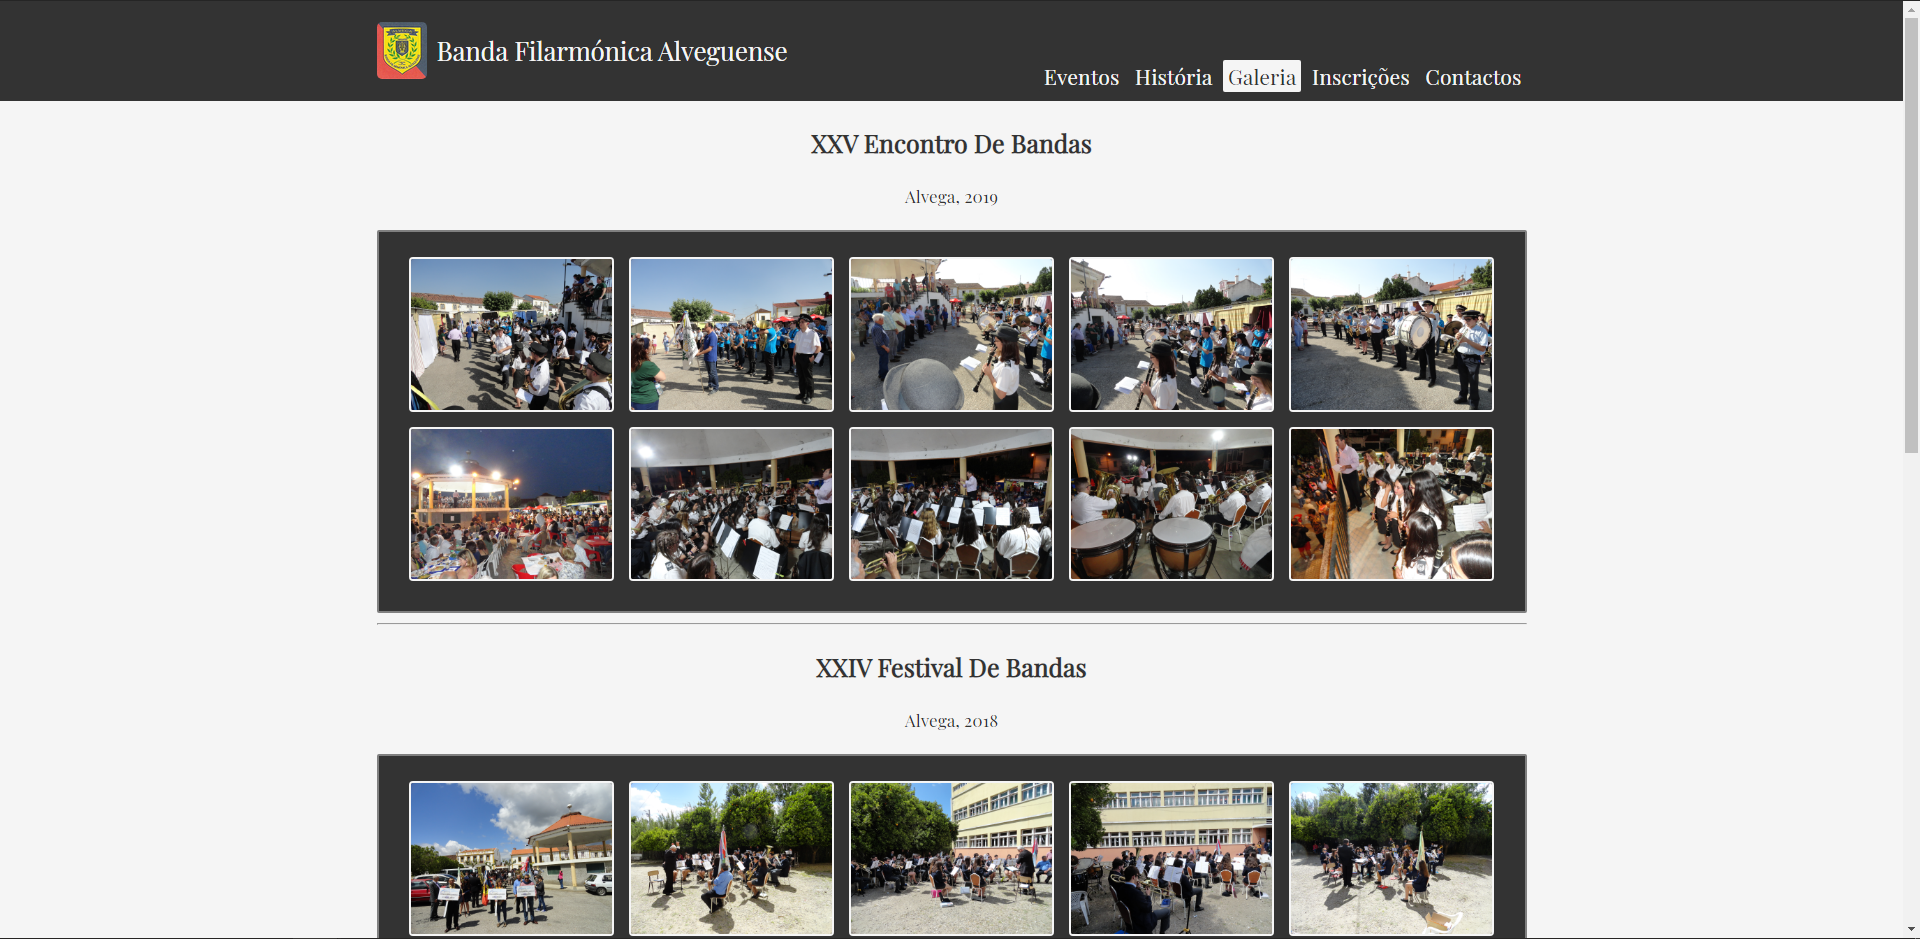 Banda Filarmónica Alveguense
Eventos História Galeria Inscrições Contactos
XXV Encontro De Bandas
Alvega, 2019
XXIV Festival De Bandas
Alvega, 2018